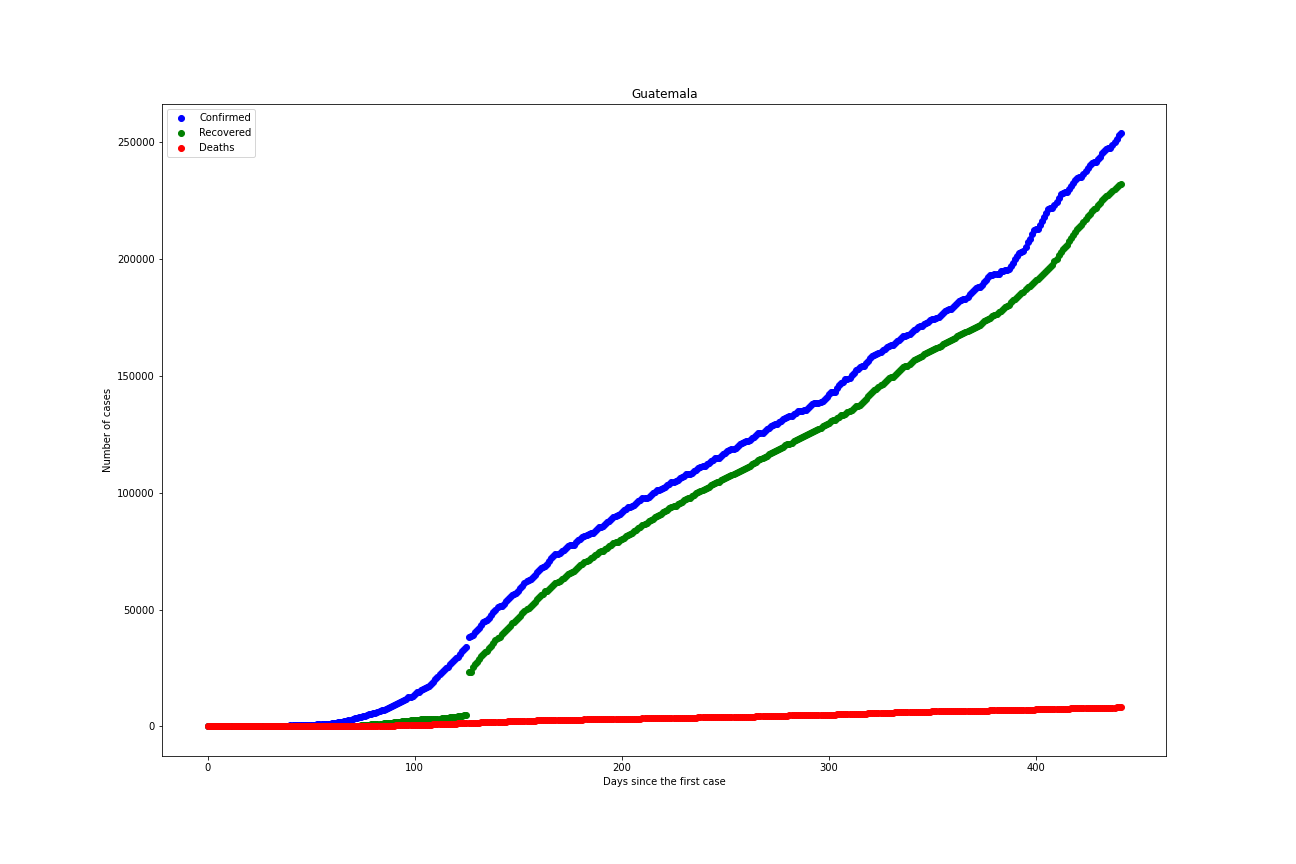 Guatemala
Confirmed
Recovered
Deaths
250000
200000
150000
100000
50000
0
Number of cases
0 100 200 300 400
Days since the first case